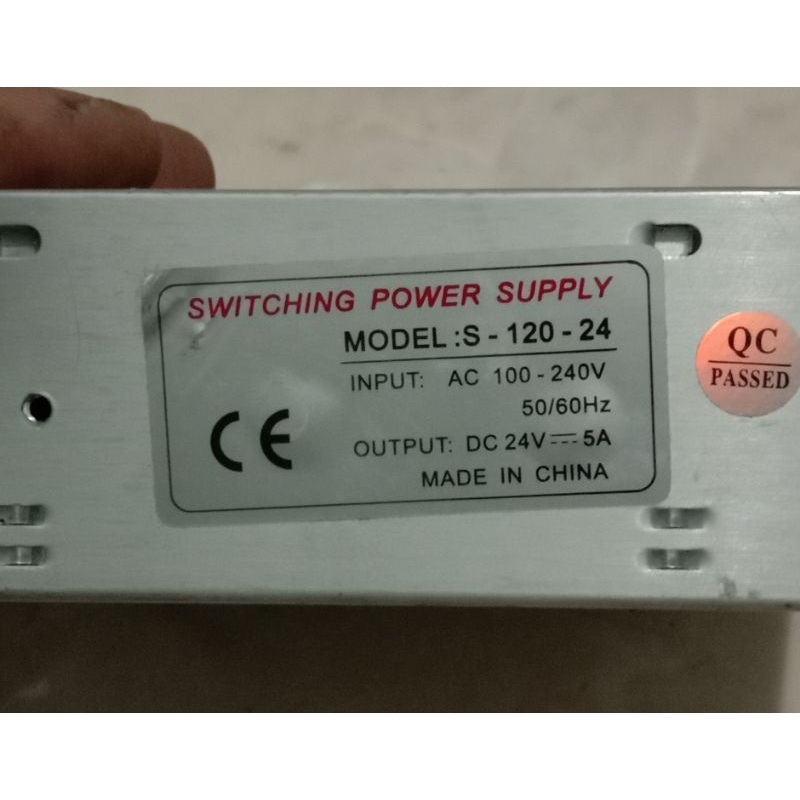 SWITCHING POWER SUPPLY
MODEL :S - 120 - 24
INPUT: AC 100 - 240V
50/60Hz
OUTPUT: DC 24V⎓5A
MADE IN CHINA
CE
QC
PASSED